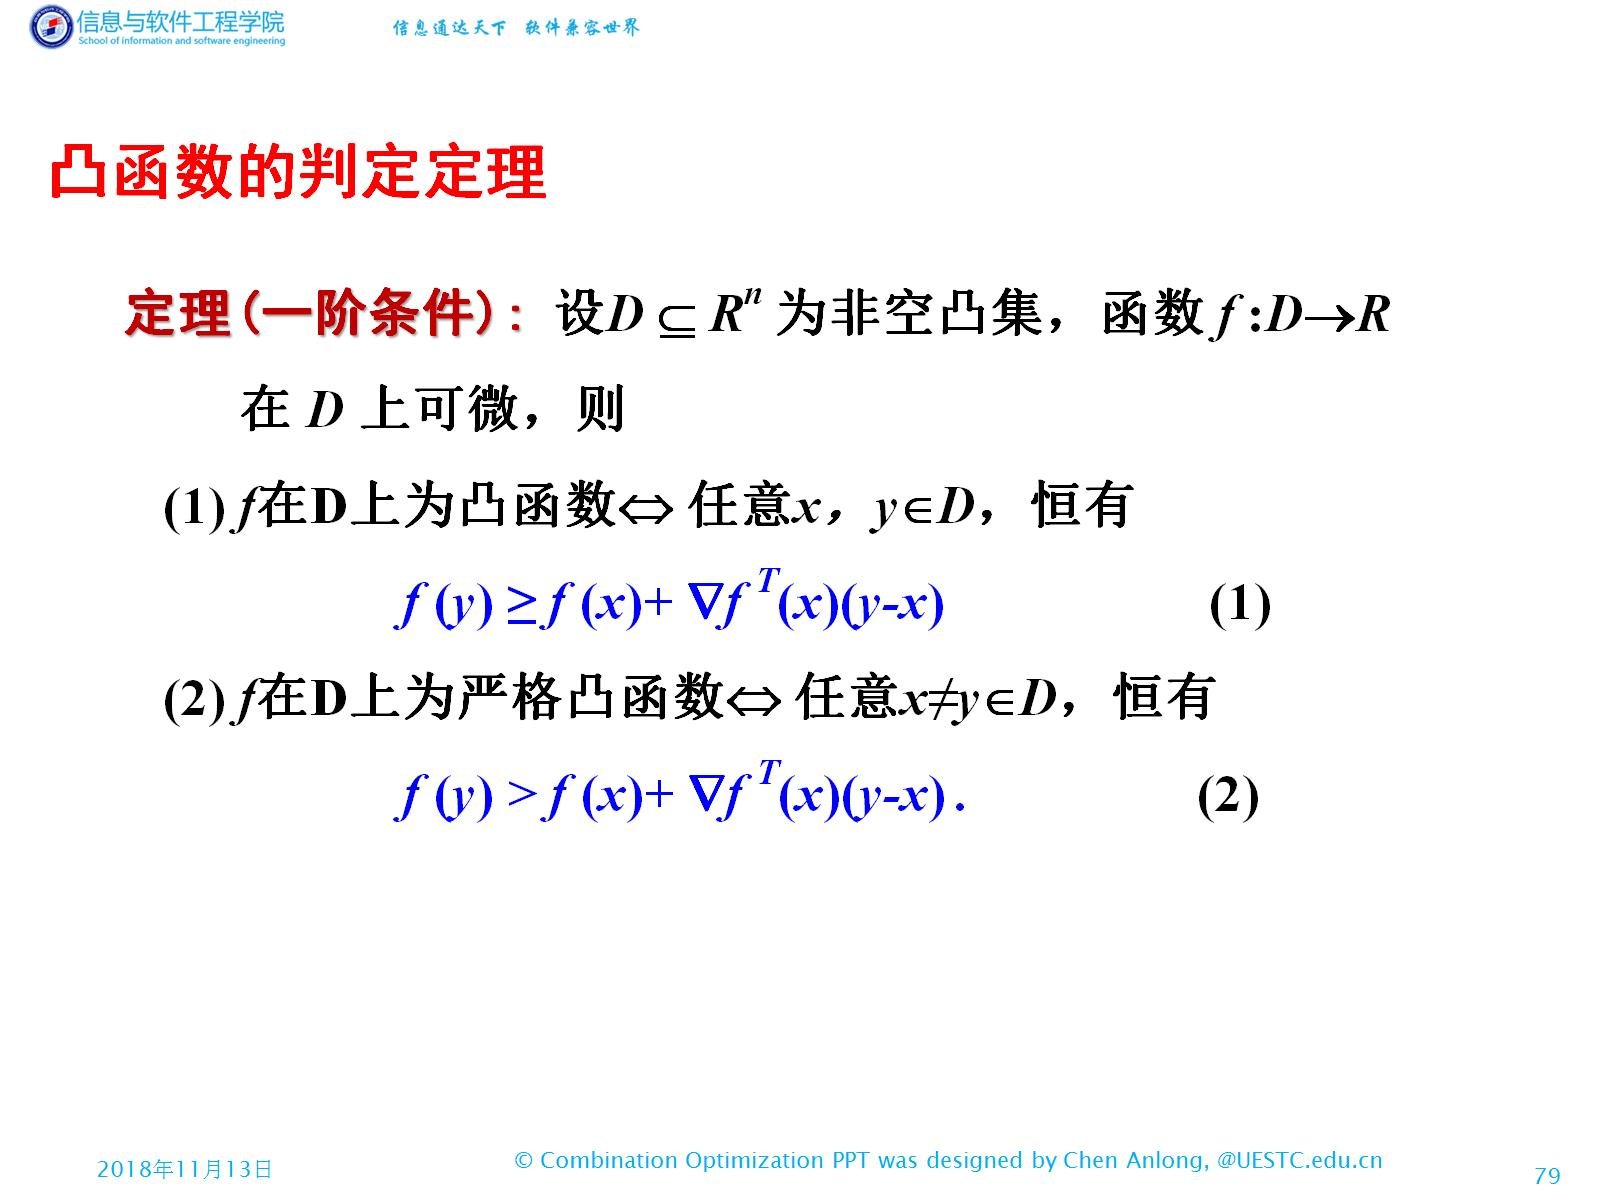 信息与软件工程学院
School of information and software engineering
信息通达天下 软件兼容世界
凸函数的判定定理
定理(一阶条件)：设D ⊆ Rⁿ 为非空凸集，函数 f :D→R
在 D 上可微，则
(1) f在D上为凸函数⇔ 任意x，y∈D，恒有
f (y) ≥ f (x)+ ∇f ᵀ(x)(y-x) (1)
(2) f在D上为严格凸函数⇔ 任意x≠y∈D，恒有
f (y) > f (x)+ ∇f ᵀ(x)(y-x) . (2)
2018年11月13日
© Combination Optimization PPT was designed by Chen Anlong, @UESTC.edu.cn
79